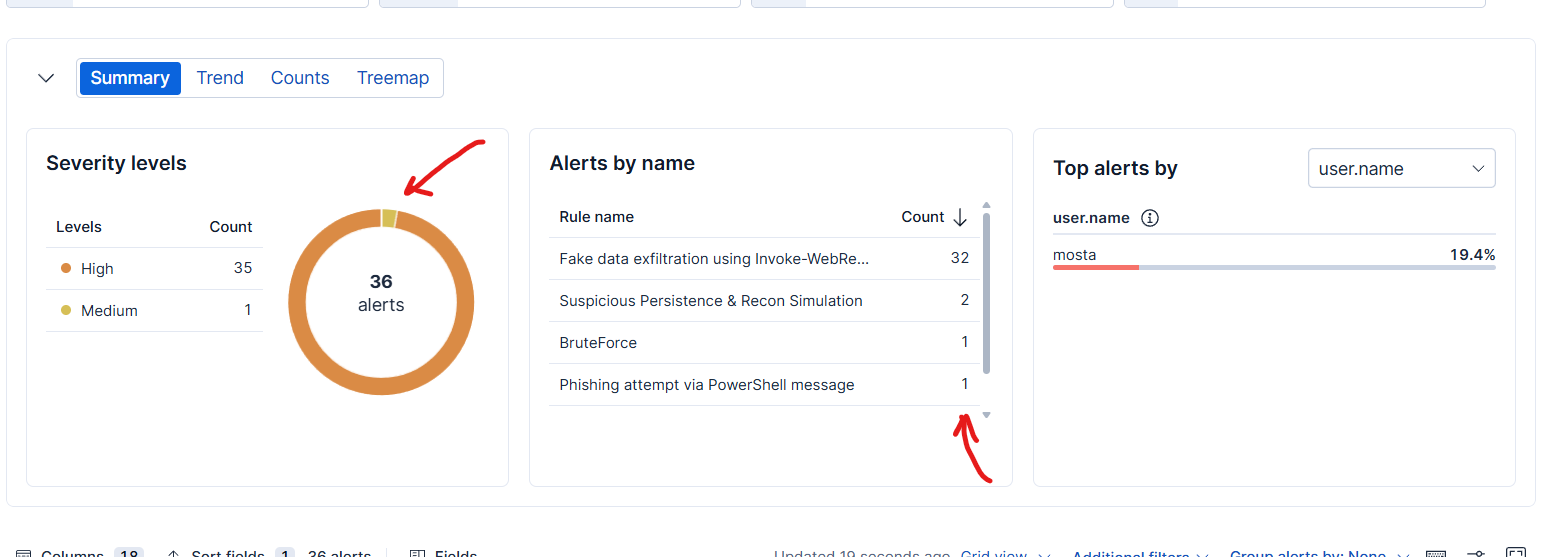 Summary Trend Counts Treemap
Severity levels
Levels Count
High 35
Medium 1
36
alerts
Alerts by name
Rule name Count
Fake data exfiltration using Invoke-WebRe... 32
Suspicious Persistence & Recon Simulation 2
BruteForce 1
Phishing attempt via PowerShell message 1
Top alerts by user.name
user.name
mosta 19.4%
Columns 18 Sort fields 1 36 alerts Fields Updated 19 seconds ago Grid view Additional filters Group alerts by: None